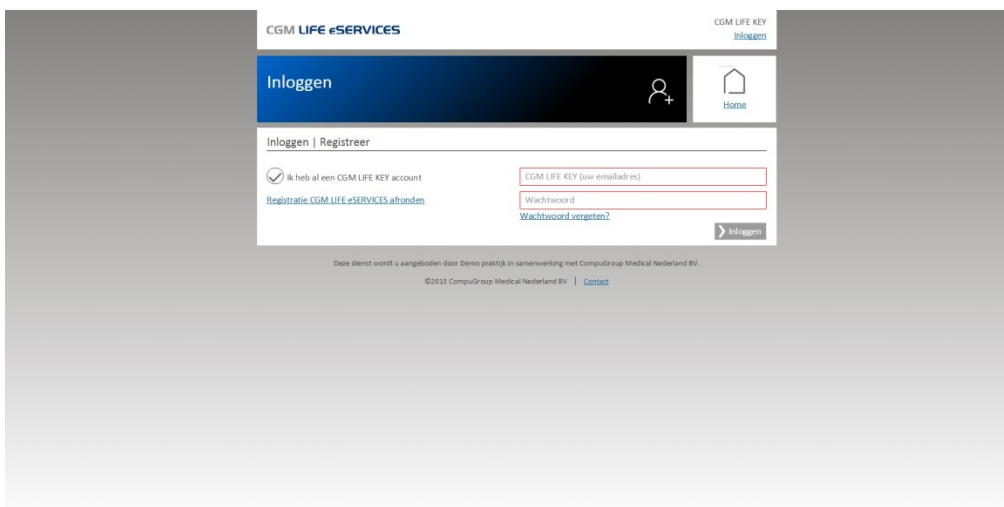 CGM LIFE eSERVICES
CGM LIFE KEY
Inloggen
Inloggen
Home
Inloggen | Registreer
Ik heb al een CGM LIFE KEY account
CGM LIFE KEY (uw emailadres)
Registratie CGM LIFE eSERVICES afronden
Wachtwoord
Wachtwoord vergeten?
Inloggen
Deze dienst wordt u aangeboden door Demo praktijk in samenwerking met CompuGroup Medical Nederland BV.
©2015 CompuGroup Medical Nederland BV | Contact